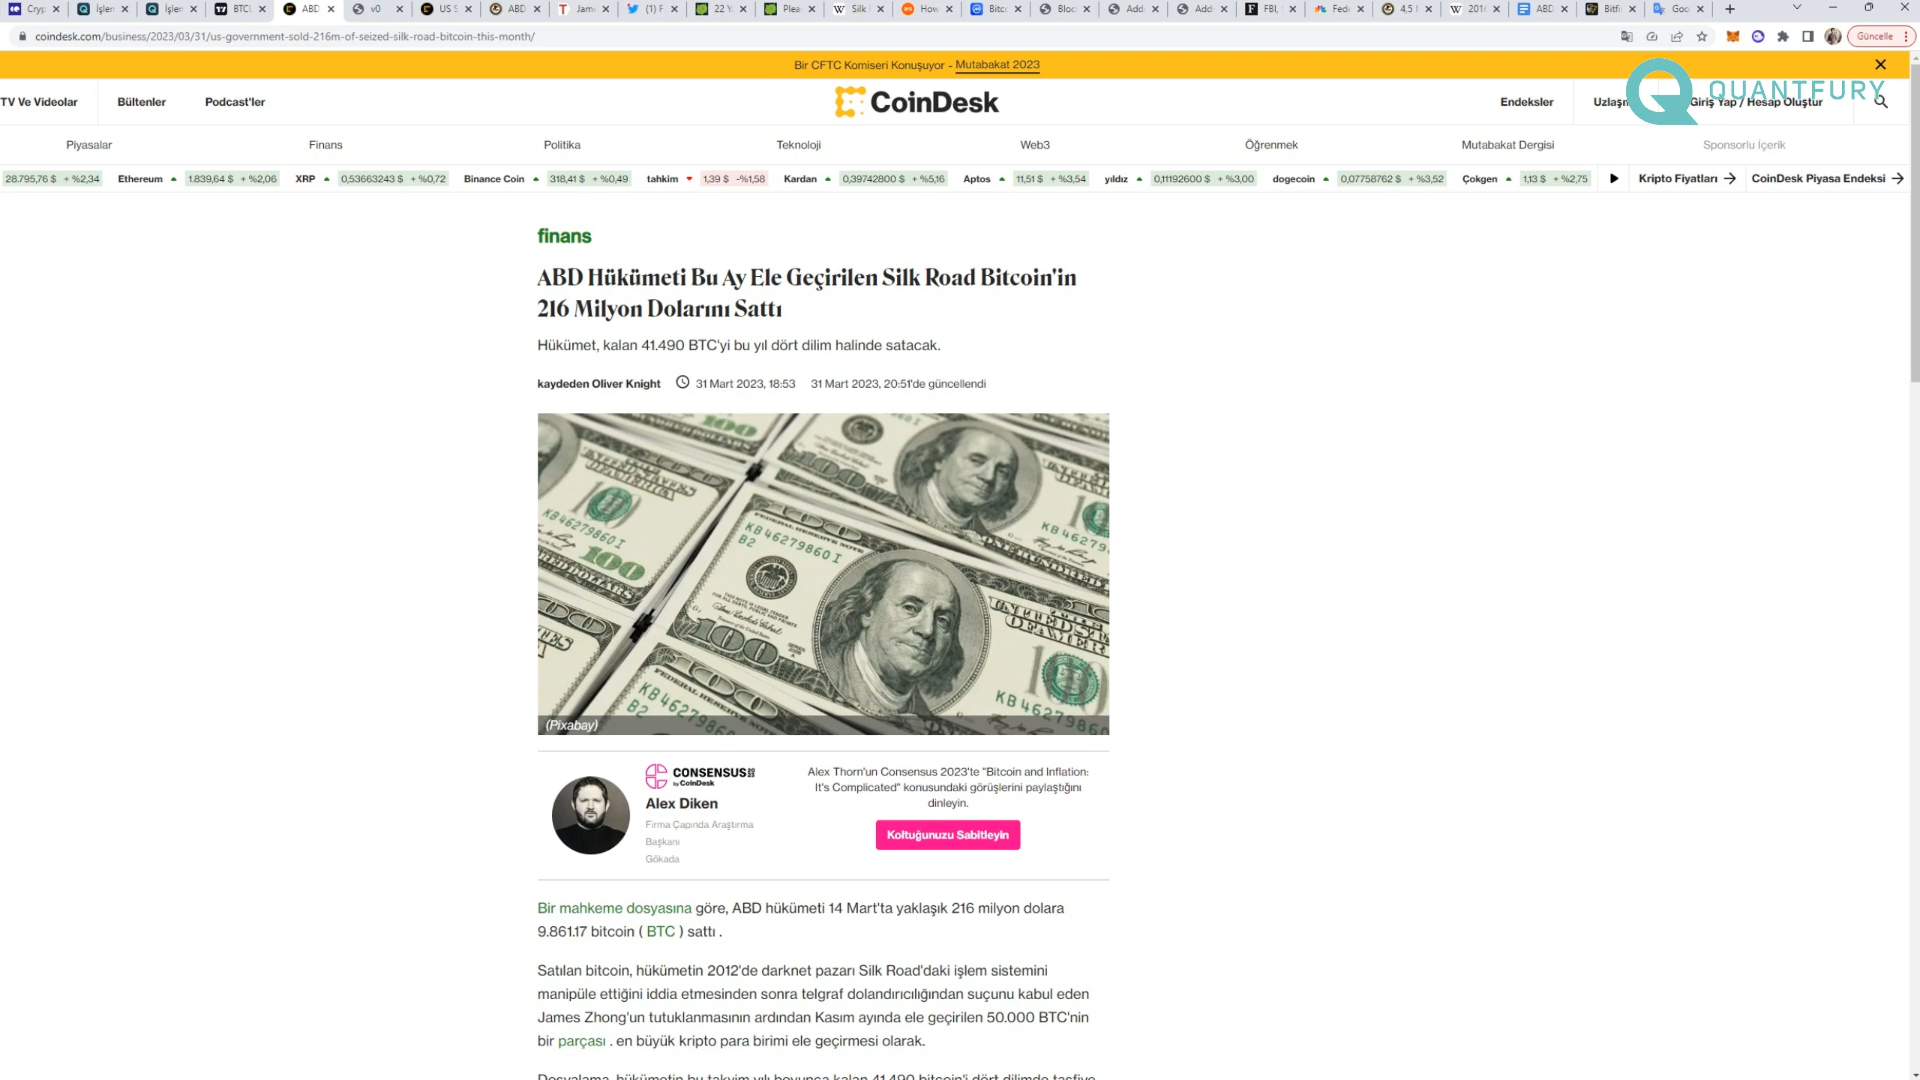 Cryp İşlen İşlen BTCU ABD v0 US S ABD Jam (1) F 22 Y Plea Silk How Bitco Bloc Add Add FBI, Fede 4,5 2016 ABD Bitfi Goo
coindesk.com/business/2023/03/31/us-government-sold-216m-of-seized-silk-road-bitcoin-this-month/ Güncelle
Bir CFTC Komiseri Konuşuyor - Mutabakat 2023
QUANTFURY
TV Ve Videolar Bültenler Podcast'ler CoinDesk Endeksler Uzlaşm Giriş Yap / Hesap Oluştur
Piyasalar Finans Politika Teknoloji Web3 Öğrenmek Mutabakat Dergisi Sponsorlu İçerik
28.795,76 $ + %2,34 Ethereum 1.839,64 $ + %2,06 XRP 0,53663243 $ + %0,72 Binance Coin 318,41 $ + %0,49 tahkim 1,39 $ -%1,58 Kardan 0,39742800 $ + %5,16 Aptos 11,51 $ + %3,54 yıldız 0,11192600 $ + %3,00 dogecoin 0,07758762 $ + %3,52 Çokgen 1,13 $ + %2,75 Kripto Fiyatları CoinDesk Piyasa Endeksi
finans
ABD Hükümeti Bu Ay Ele Geçirilen Silk Road Bitcoin'in
216 Milyon Dolarını Sattı
Hükümet, kalan 41.490 BTC'yi bu yıl dört dilim halinde satacak.
kaydeden Oliver Knight 31 Mart 2023, 18:53 31 Mart 2023, 20:51'de güncellendi
KB46279860I
B2
FEDERAL RESERVE NOTE
100
(Pixabay)
CONSENSUS
by CoinDesk
Alex Diken
Firma Çapında Araştırma
Başkanı
Gökada
Alex Thorn'un Consensus 2023'te "Bitcoin and Inflation:
It's Complicated" konusundaki görüşlerini paylaştığını
dinleyin.
Koltuğunuzu Sabitleyin
Bir mahkeme dosyasına göre, ABD hükümeti 14 Mart'ta yaklaşık 216 milyon dolara
9.861.17 bitcoin ( BTC ) sattı .
Satılan bitcoin, hükümetin 2012'de darknet pazarı Silk Road'daki işlem sistemini
manipüle ettiğini iddia etmesinden sonra telgraf dolandırıcılığından suçunu kabul eden
James Zhong'un tutuklanmasının ardından Kasım ayında ele geçirilen 50.000 BTC'nin
bir parçası . en büyük kripto para birimi ele geçirmesi olarak.
Dosyalama, hükümetin bu takvim yılı boyunca kalan 41.490 bitcoin'i dört dilimde tasfiye